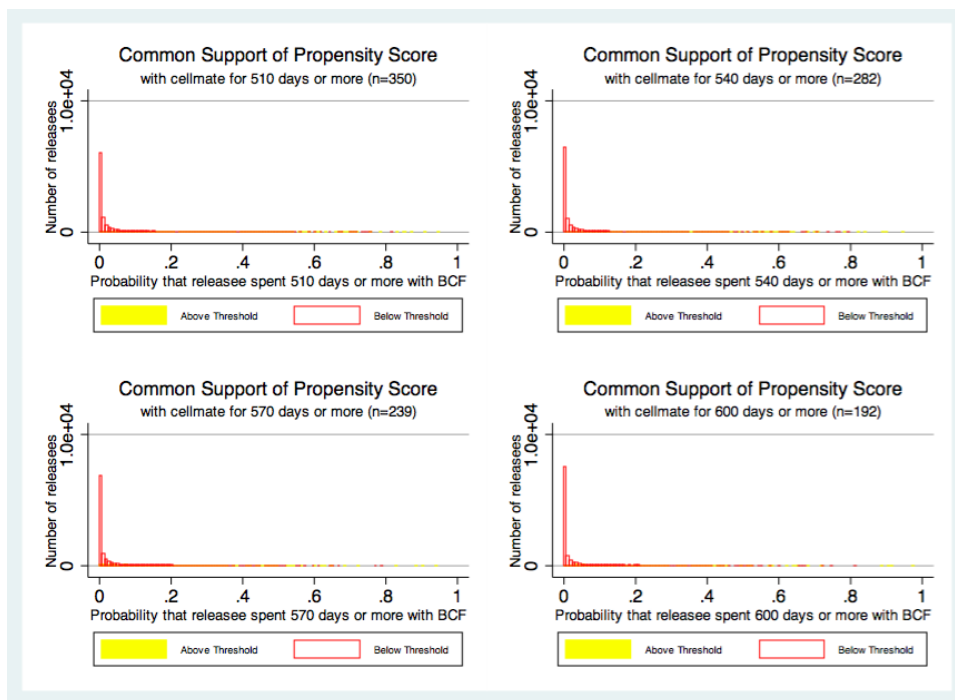 Common Support of Propensity Score
with cellmate for 510 days or more (n=350)
Number of releasees
1.0e+04
0
0 .2 .4 .6 .8 1
Probability that releasee spent 510 days or more with BCF
Above Threshold Below Threshold
Common Support of Propensity Score
with cellmate for 540 days or more (n=282)
Number of releasees
1.0e+04
0
0 .2 .4 .6 .8 1
Probability that releasee spent 540 days or more with BCF
Above Threshold Below Threshold
Common Support of Propensity Score
with cellmate for 570 days or more (n=239)
Number of releasees
1.0e+04
0
0 .2 .4 .6 .8 1
Probability that releasee spent 570 days or more with BCF
Above Threshold Below Threshold
Common Support of Propensity Score
with cellmate for 600 days or more (n=192)
Number of releasees
1.0e+04
0
0 .2 .4 .6 .8 1
Probability that releasee spent 600 days or more with BCF
Above Threshold Below Threshold